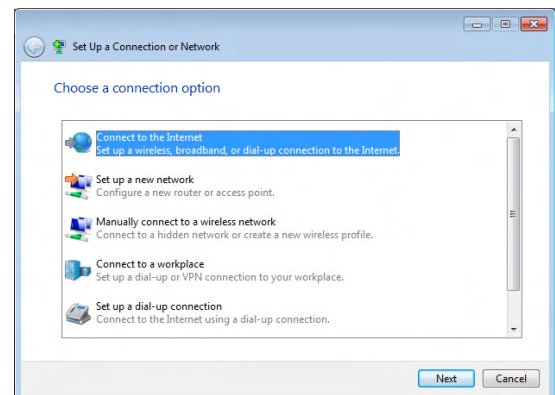 Set Up a Connection or Network
Choose a connection option
Connect to the Internet
Set up a wireless, broadband, or dial-up connection to the Internet.
Set up a new network
Configure a new router or access point.
Manually connect to a wireless network
Connect to a hidden network or create a new wireless profile.
Connect to a workplace
Set up a dial-up or VPN connection to your workplace.
Set up a dial-up connection
Connect to the Internet using a dial-up connection.
Next Cancel